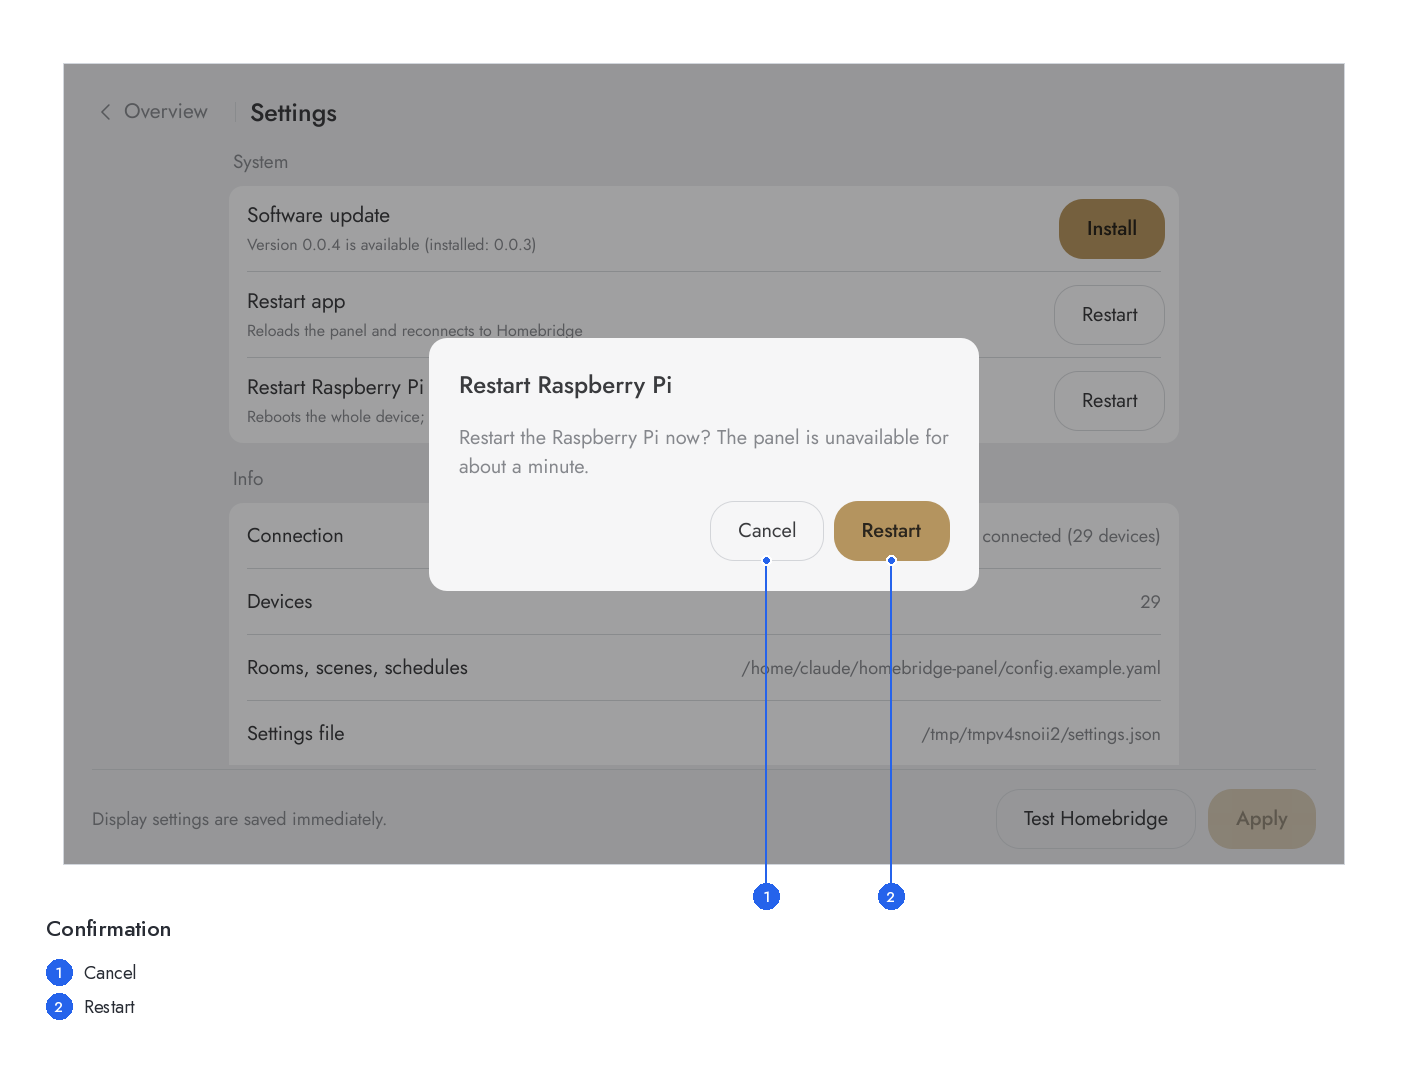 Overview
Settings
System
Software update
Version 0.0.4 is available (installed: 0.0.3)
Install
Restart app
Reloads the panel and reconnects to Homebridge
Restart
Restart Raspberry Pi
Reboots the whole device;
Restart
Restart Raspberry Pi
Restart the Raspberry Pi now? The panel is unavailable for
about a minute.
Cancel
Restart
Info
Connection
connected (29 devices)
Devices
29
Rooms, scenes, schedules
/home/claude/homebridge-panel/config.example.yaml
Settings file
/tmp/tmpv4snoii2/settings.json
Display settings are saved immediately.
Test Homebridge
Apply
1
2
Confirmation
1 Cancel
2 Restart